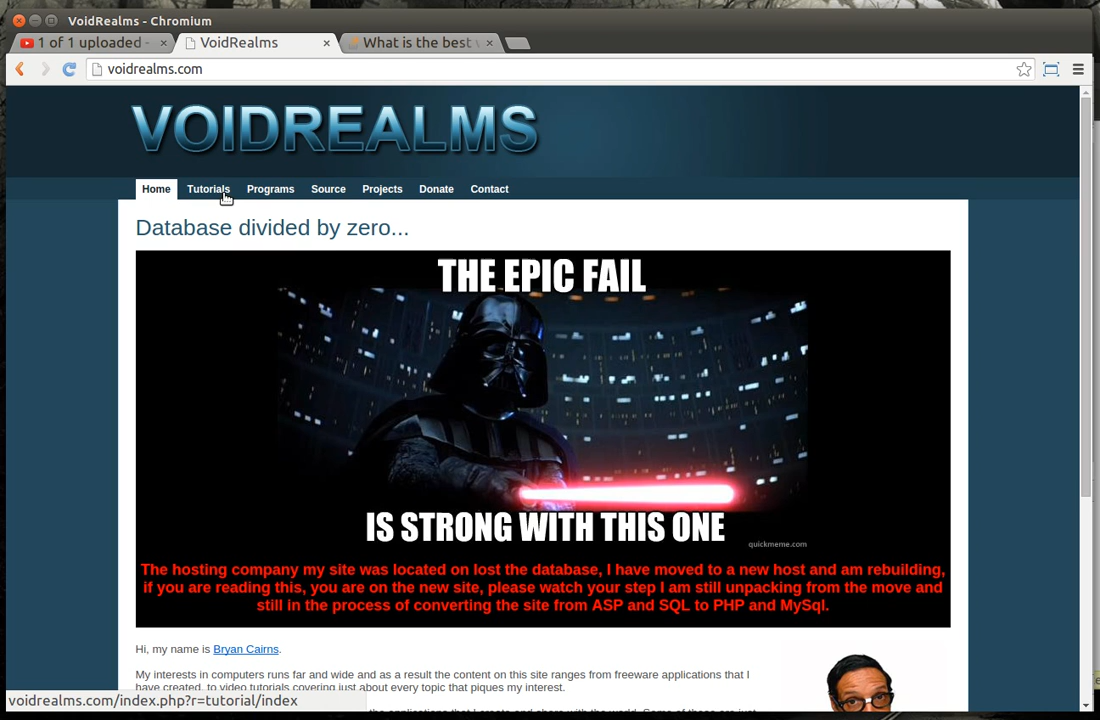 VoidRealms - Chromium
1 of 1 uploaded -
VoidRealms
What is the best
voidrealms.com
VOIDREALMS
Home Tutorials Programs Source Projects Donate Contact
Database divided by zero...
THE EPIC FAIL
IS STRONG WITH THIS ONE
quickmeme.com
The hosting company my site was located on lost the database, I have moved to a new host and am rebuilding,
if you are reading this, you are on the new site, please watch your step I am still unpacking from the move and
still in the process of converting the site from ASP and SQL to PHP and MySql.
Hi, my name is Bryan Cairns.
My interests in computers runs far and wide and as a result the content on this site ranges from freeware applications that I
have created, to video tutorials covering just about every topic that piques my interest.
voidrealms.com/index.php?r=tutorial/index